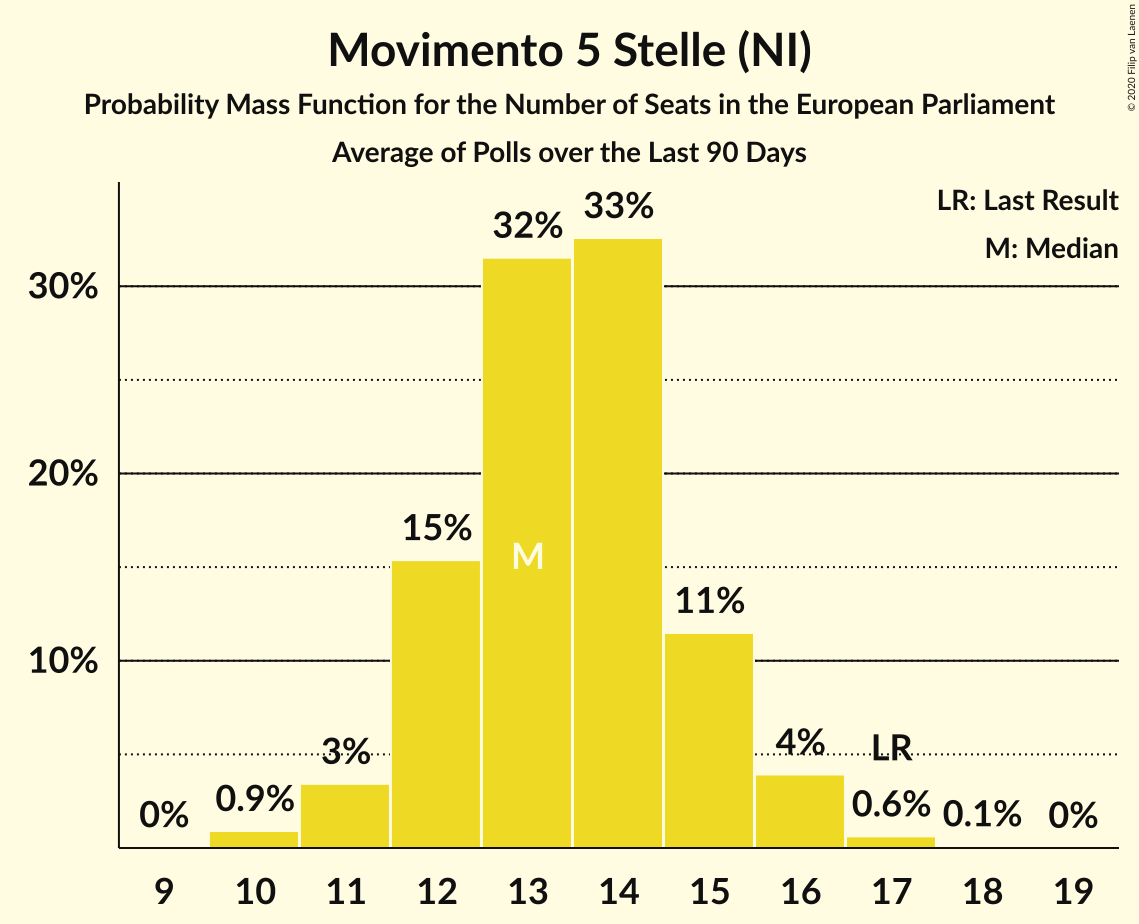 Movimento 5 Stelle (NI)
Probability Mass Function for the Number of Seats in the European Parliament
Average of Polls over the Last 90 Days
© 2020 Filip van Laenen
LR: Last Result
M: Median
30%
20%
10%
0%
0.9%
3%
15%
32%
M
33%
11%
4%
LR
0.6%
0.1%
0%
9 10 11 12 13 14 15 16 17 18 19